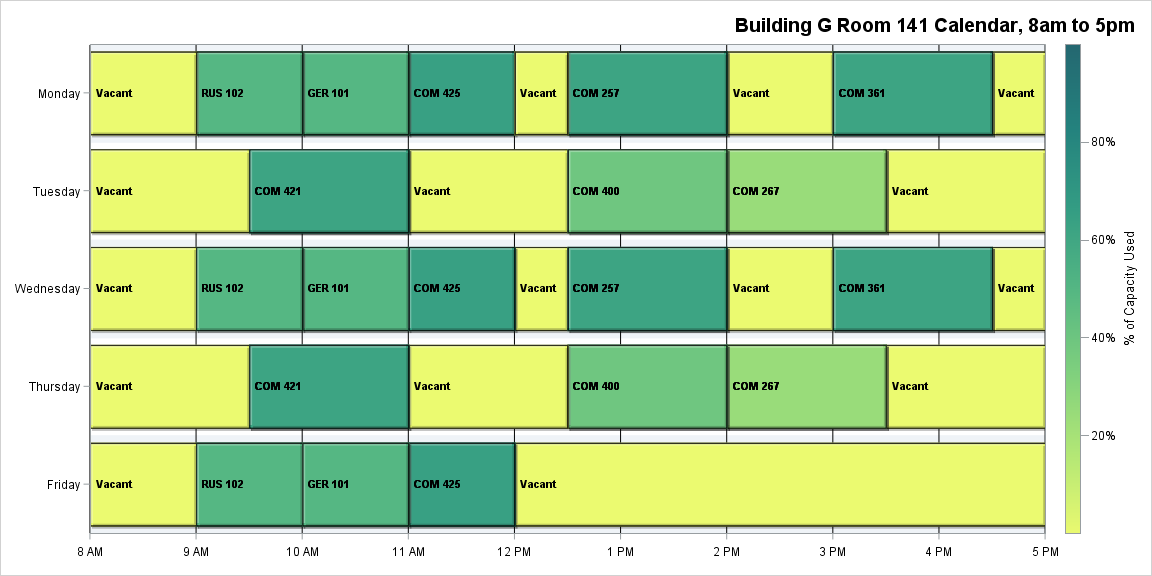 Building G Room 141 Calendar, 8am to 5pm
Monday
Vacant
RUS 102
GER 101
COM 425
Vacant
COM 257
Vacant
COM 361
Vacant
Tuesday
Vacant
COM 421
Vacant
COM 400
COM 267
Vacant
Wednesday
Vacant
RUS 102
GER 101
COM 425
Vacant
COM 257
Vacant
COM 361
Vacant
Thursday
Vacant
COM 421
Vacant
COM 400
COM 267
Vacant
Friday
Vacant
RUS 102
GER 101
COM 425
Vacant
8 AM
9 AM
10 AM
11 AM
12 PM
1 PM
2 PM
3 PM
4 PM
5 PM
80%
60%
40%
20%
% of Capacity Used